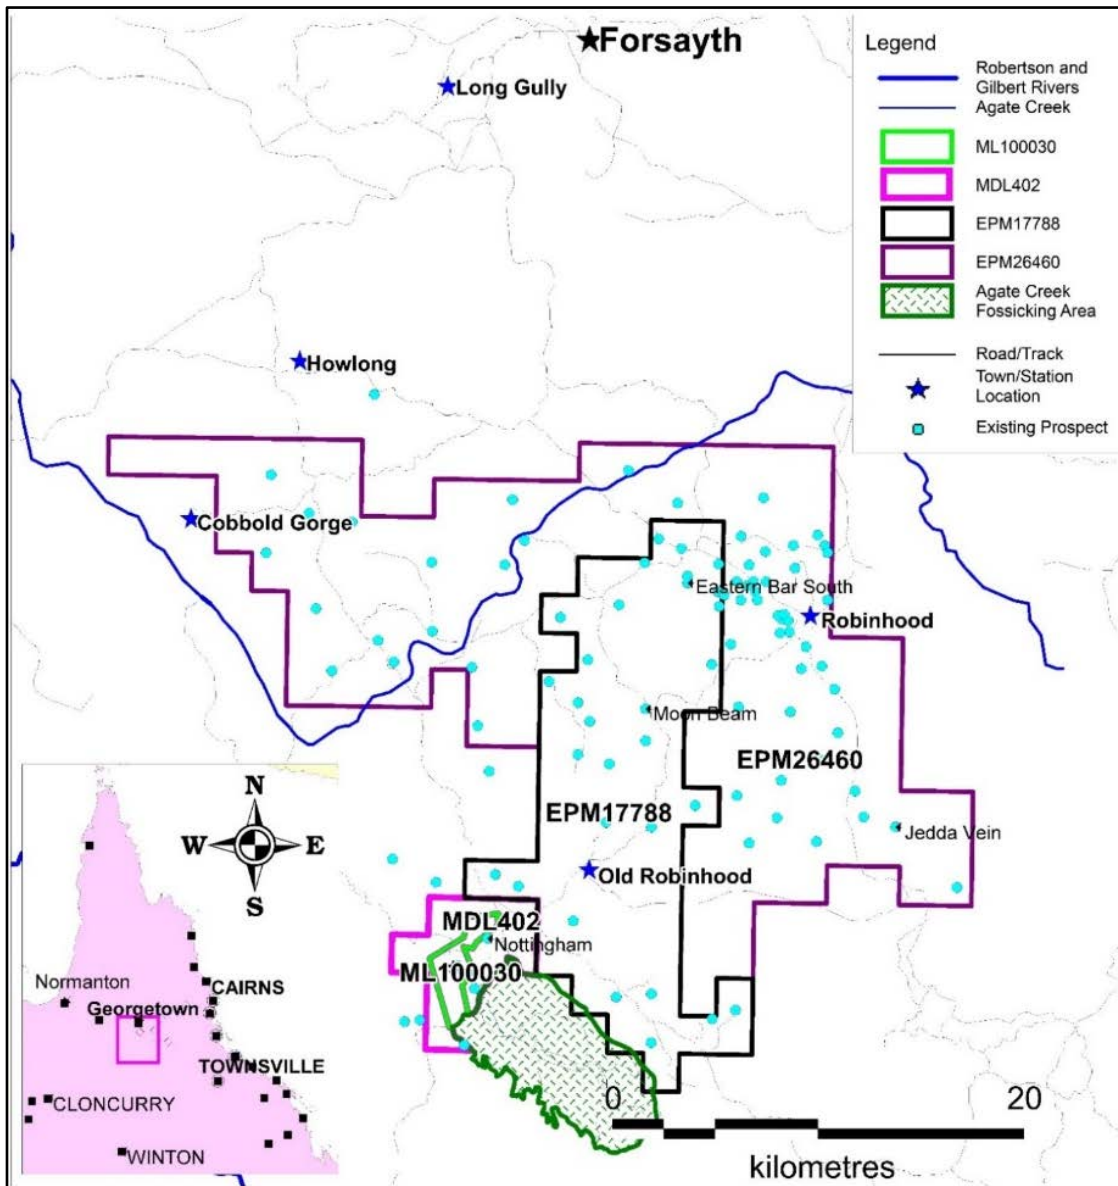 Forsayth
Long Gully
Legend
Robertson and
Gilbert Rivers
Agate Creek
ML100030
MDL402
EPM17788
EPM26460
Agate Creek
Fossicking Area
Road/Track
Town/Station
Location
Existing Prospect
Howlong
Cobbold Gorge
Eastern Bar South
Robinhood
Moon Beam
EPM26460
EPM17788
Jedda Vein
Old Robinhood
MDL402
Nottingham
ML100030
N
W E
S
Normanton
CAIRNS
Georgetown
TOWNSVILLE
CLONCURRY
WINTON
0 20
kilometres